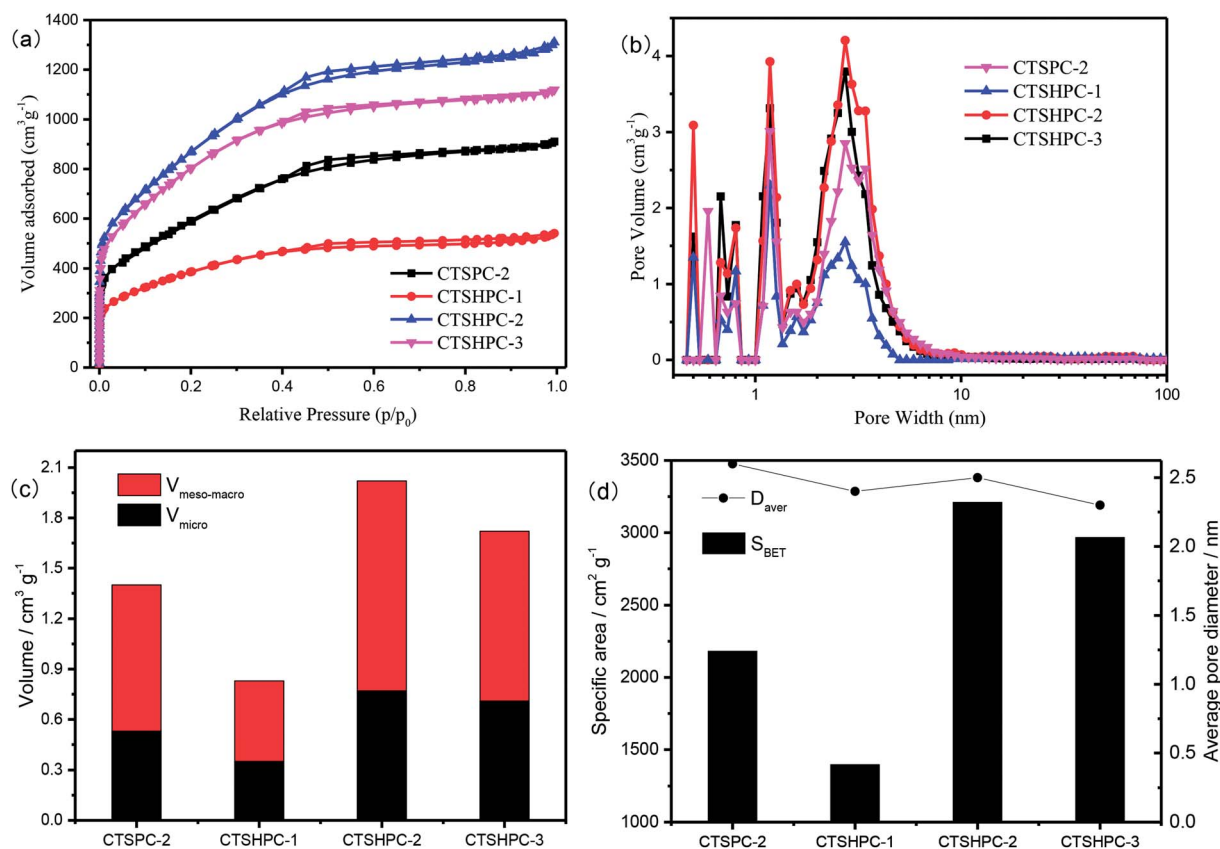 (a)
1400
1200
1000
800
600
400
200
0
Volume adsorbed (cm³g⁻¹)
CTSPC-2
CTSHPC-1
CTSHPC-2
CTSHPC-3
0.0 0.2 0.4 0.6 0.8 1.0
Relative Pressure (p/p₀)
(b)
4
3
2
1
0
Pore Volume (cm³g⁻¹)
CTSPC-2
CTSHPC-1
CTSHPC-2
CTSHPC-3
1 10 100
Pore Width (nm)
(c)
2.1
1.8
1.5
1.2
0.9
0.6
0.3
0.0
Volume / cm³ g⁻¹
V meso-macro
V micro
CTSPC-2 CTSHPC-1 CTSHPC-2 CTSHPC-3
(d)
3500
3000
2500
2000
1500
1000
Specific area / cm² g⁻¹
D aver
S BET
2.5
2.0
1.5
1.0
0.5
0.0
Average pore diameter / nm
CTSPC-2 CTSHPC-1 CTSHPC-2 CTSHPC-3